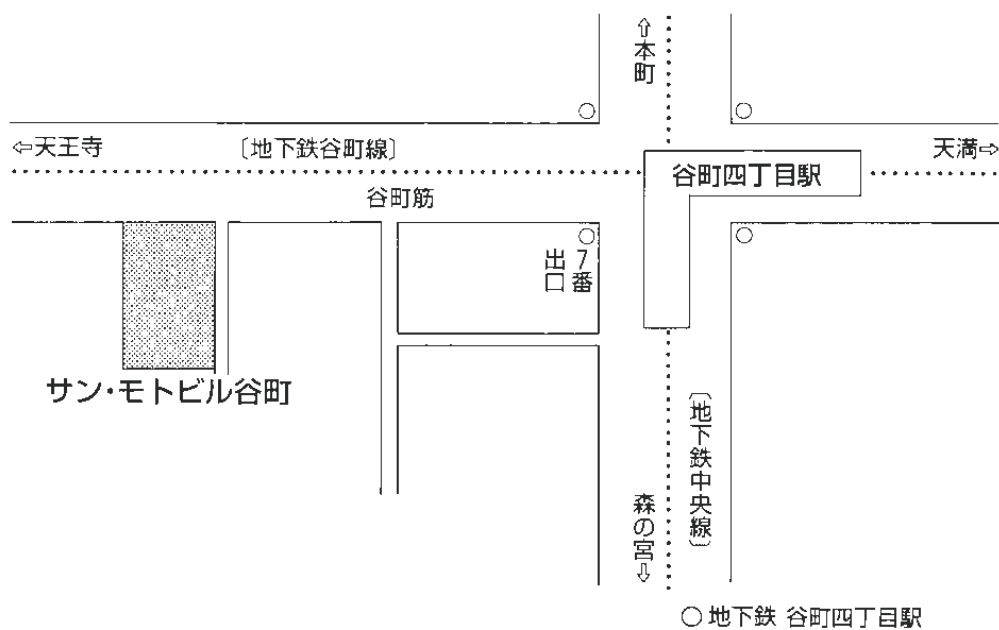 ⇧本町
⇦天王寺
〔地下鉄谷町線〕
天満⇨
谷町四丁目駅
谷町筋
7番
出口
サン・モトビル谷町
〔地下鉄中央線〕
森の宮⇩
○地下鉄 谷町四丁目駅